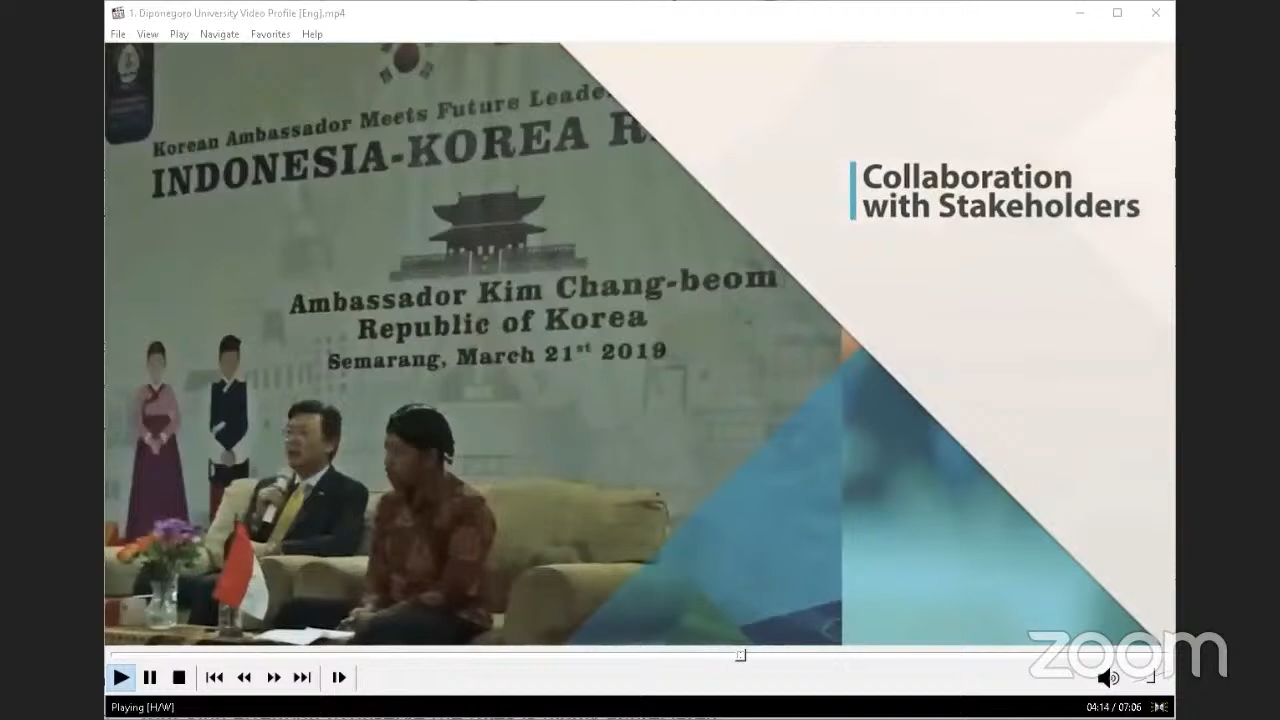 1. Diponegoro University Video Profile [Eng].mp4
File View Play Navigate Favorites Help
Korean Ambassador Meets Future Leade
INDONESIA-KOREA R
Ambassador Kim Chang-beom
Republic of Korea
Semarang, March 21st 2019
Collaboration
with Stakeholders
zoom
Playing [H/W]
04:14 / 07:06